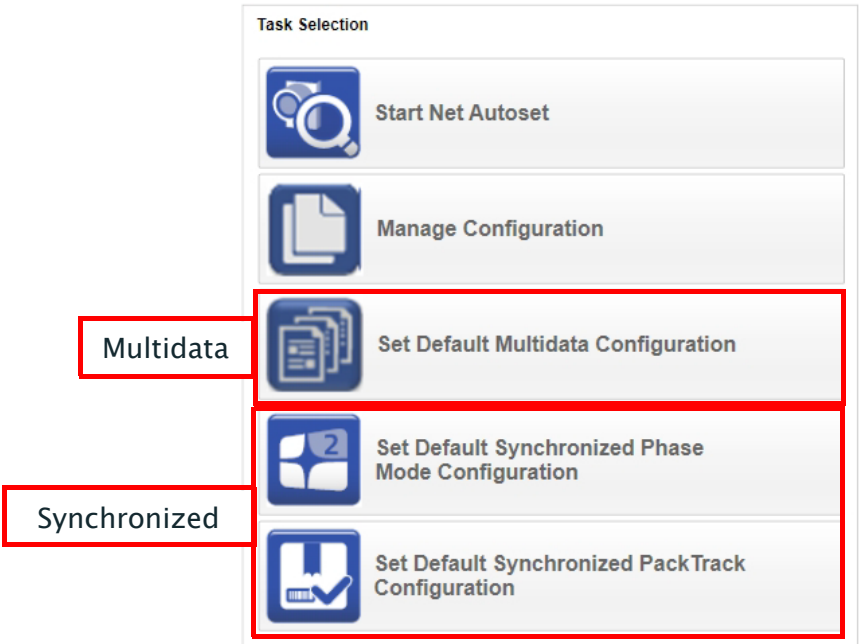 Task Selection
Start Net Autoset
Manage Configuration
Multidata
Set Default Multidata Configuration
2
Set Default Synchronized Phase
Mode Configuration
Synchronized
Set Default Synchronized PackTrack
Configuration